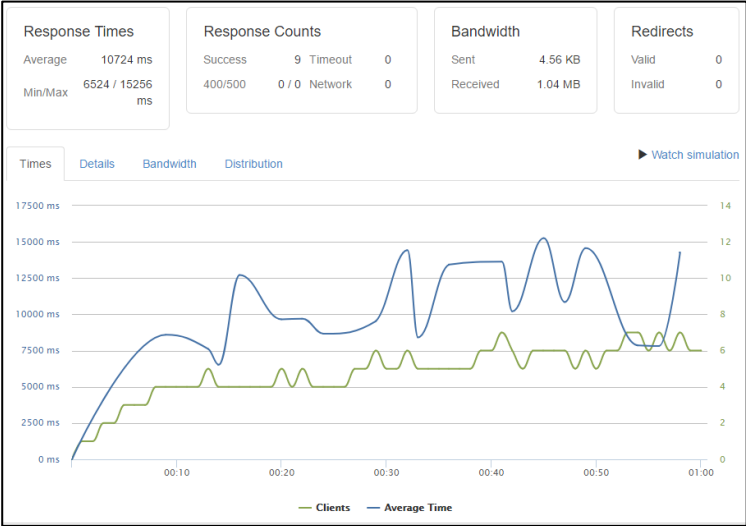 Response Times
Average 10724 ms
Min/Max 6524 / 15256 ms
Response Counts
Success 9 Timeout 0
400/500 0 / 0 Network 0
Bandwidth
Sent 4.56 KB
Received 1.04 MB
Redirects
Valid 0
Invalid 0
Times Details Bandwidth Distribution
Watch simulation
17500 ms 14
15000 ms 12
12500 ms 10
10000 ms 8
7500 ms 6
5000 ms 4
2500 ms 2
0 ms 0
00:10 00:20 00:30 00:40 00:50 01:00
Clients Average Time